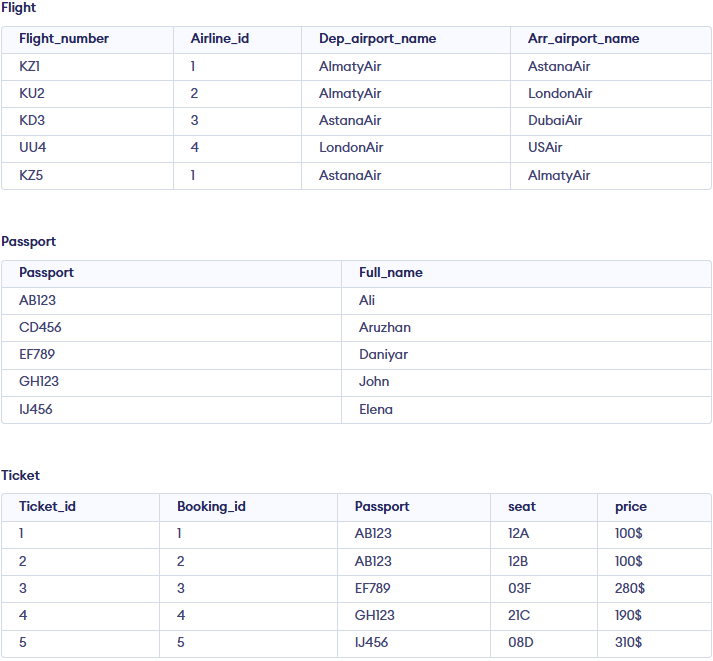 Flight
Flight_number Airline_id Dep_airport_name Arr_airport_name
KZ1 1 AlmatyAir AstanaAir
KU2 2 AlmatyAir LondonAir
KD3 3 AstanaAir DubaiAir
UU4 4 LondonAir USAir
KZ5 1 AstanaAir AlmatyAir
Passport
Passport Full_name
AB123 Ali
CD456 Aruzhan
EF789 Daniyar
GH123 John
IJ456 Elena
Ticket
Ticket_id Booking_id Passport seat price
1 1 AB123 12A 100$
2 2 AB123 12B 100$
3 3 EF789 03F 280$
4 4 GH123 21C 190$
5 5 IJ456 08D 310$